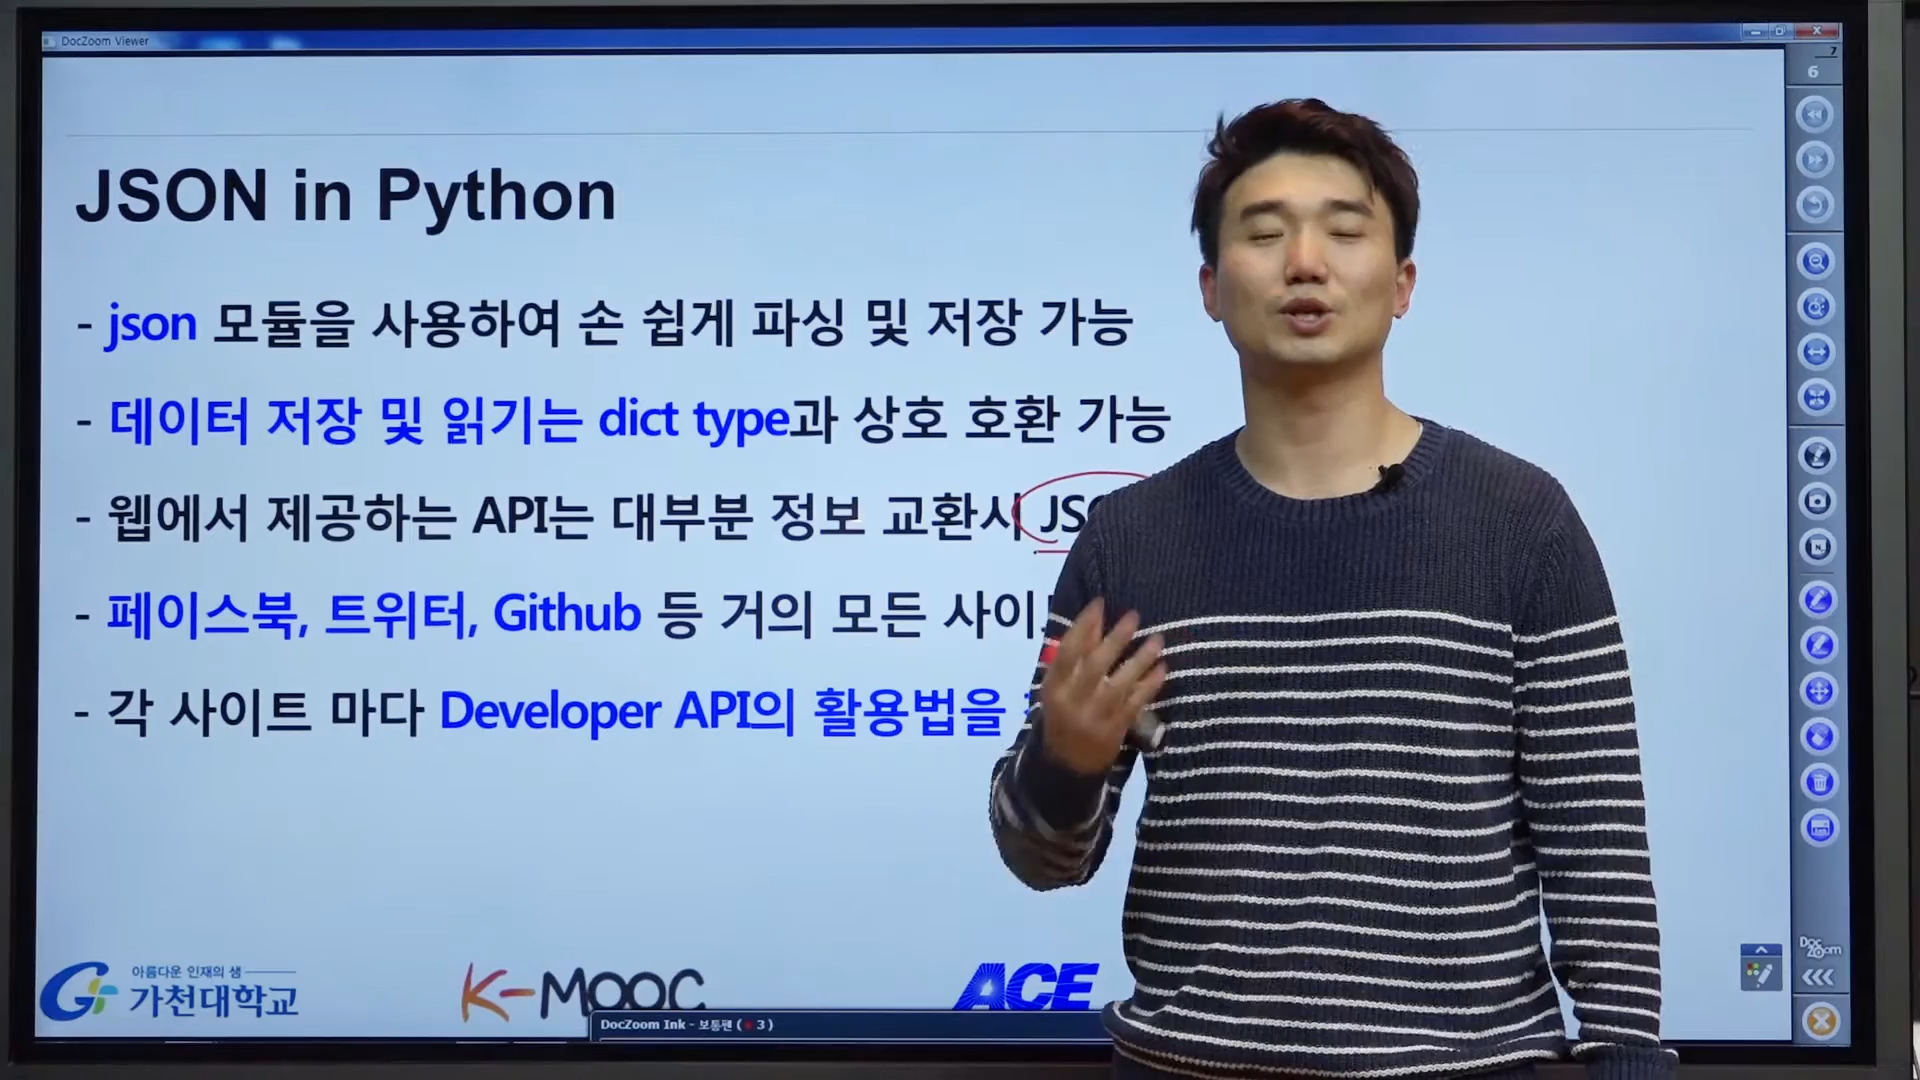 DocZoom Viewer
7
6
JSON in Python
- json 모듈을 사용하여 손 쉽게 파싱 및 저장 가능
- 데이터 저장 및 읽기는 dict type과 상호 호환 가능
- 웹에서 제공하는 API는 대부분 정보 교환시
- 페이스북, 트위터, Github 등 거의 모든
- 각 사이트 마다 Developer API의 활용법을
아름다운 인재의 샘
가천대학교
K-MOOC
ACE
DocZoom
DocZoom Ink - 보통펜 ( 3 )